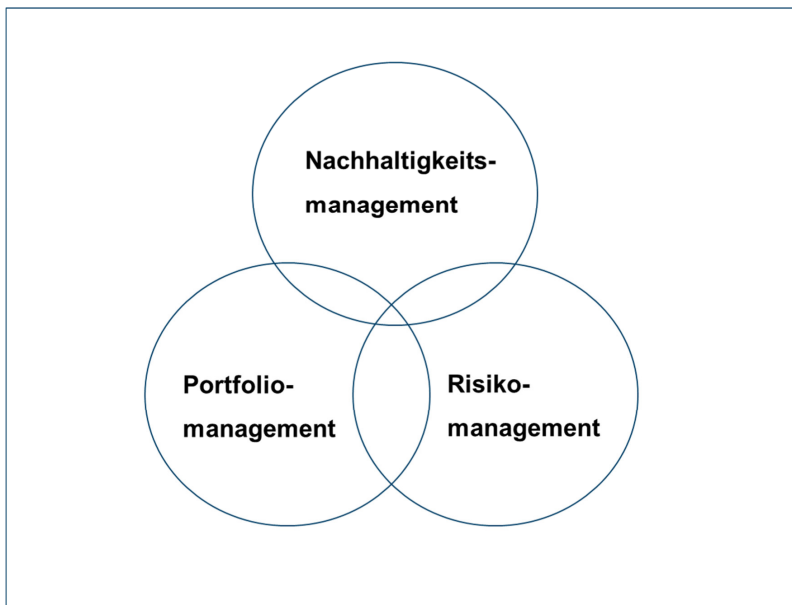 Nachhaltigkeits-
management
Portfolio-
management
Risiko-
management